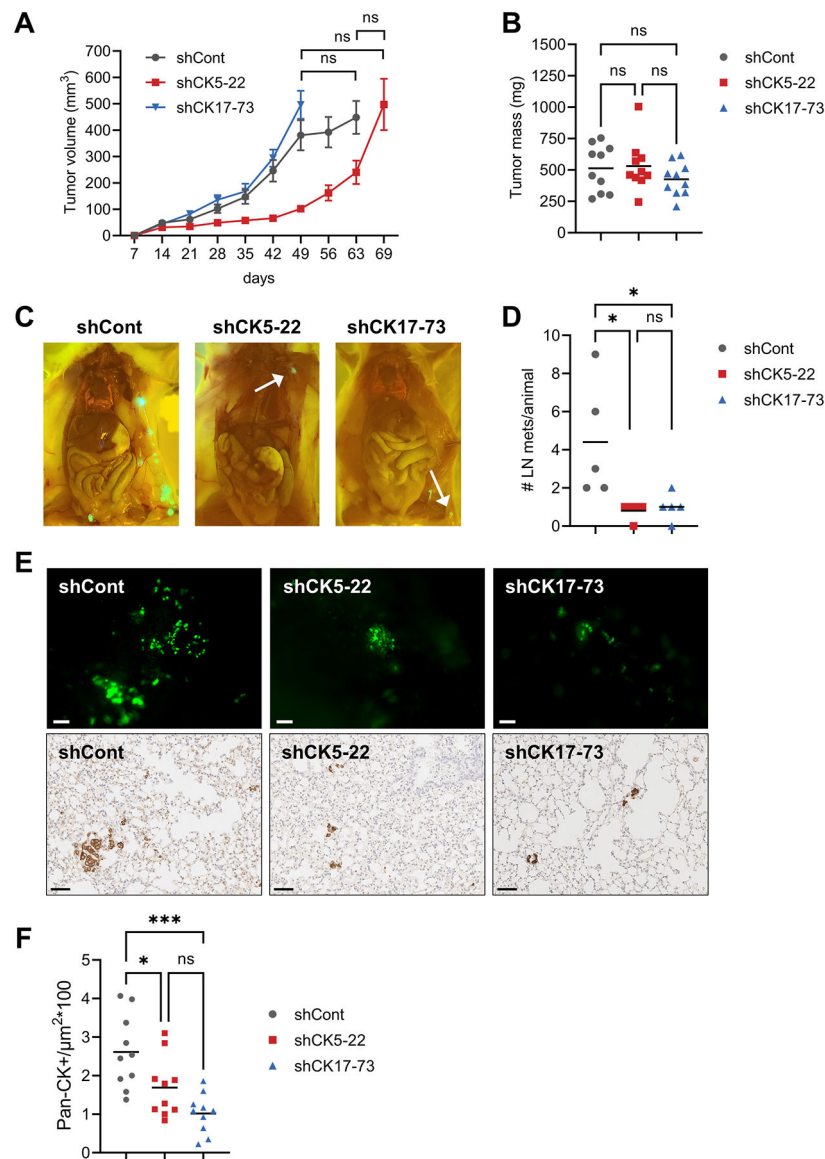 A
ns
ns
ns
Tumor volume (mm³)
700
600
500
400
300
200
100
0
7 14 21 28 35 42 49 56 63 69
days
shCont
shCK5-22
shCK17-73
B
ns
ns ns
Tumor mass (mg)
1500
1250
1000
750
500
250
0
shCont
shCK5-22
shCK17-73
C
shCont shCK5-22 shCK17-73
D
*
* ns
# LN mets/animal
10
8
6
4
2
0
shCont
shCK5-22
shCK17-73
E
shCont shCK5-22 shCK17-73
shCont shCK5-22 shCK17-73
F
***
* ns
Pan-CK+/µm²*100
5
4
3
2
1
0
shCont
shCK5-22
shCK17-73